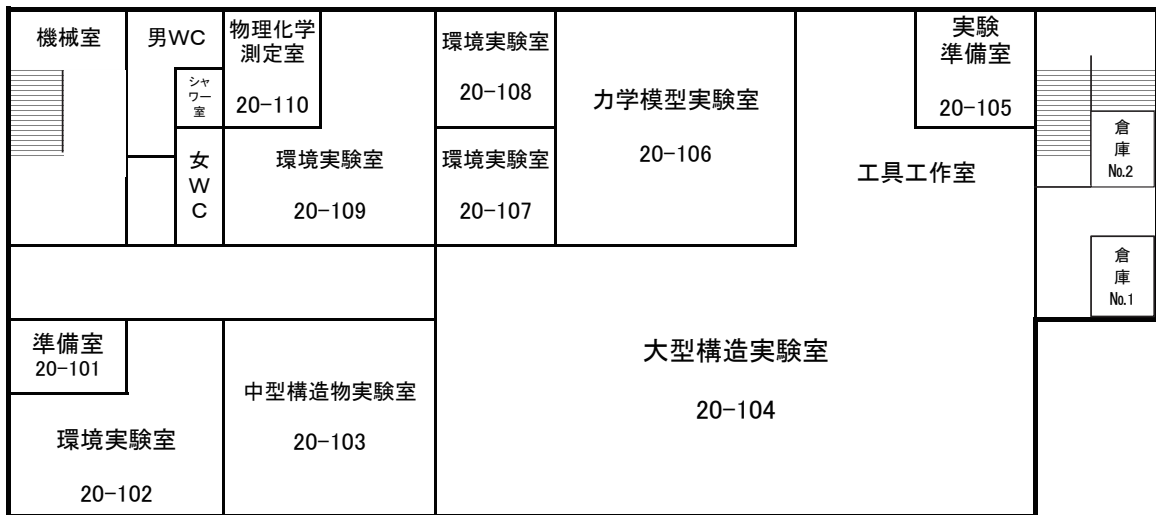 機械室
男WC
物理化学
測定室
20-110
シャ
ワー
室
女
W
C
環境実験室
20-109
環境実験室
20-108
環境実験室
20-107
力学模型実験室
20-106
実験
準備室
20-105
工具工作室
倉
庫
No.2
倉
庫
No.1
準備室
20-101
環境実験室
20-102
中型構造物実験室
20-103
大型構造実験室
20-104